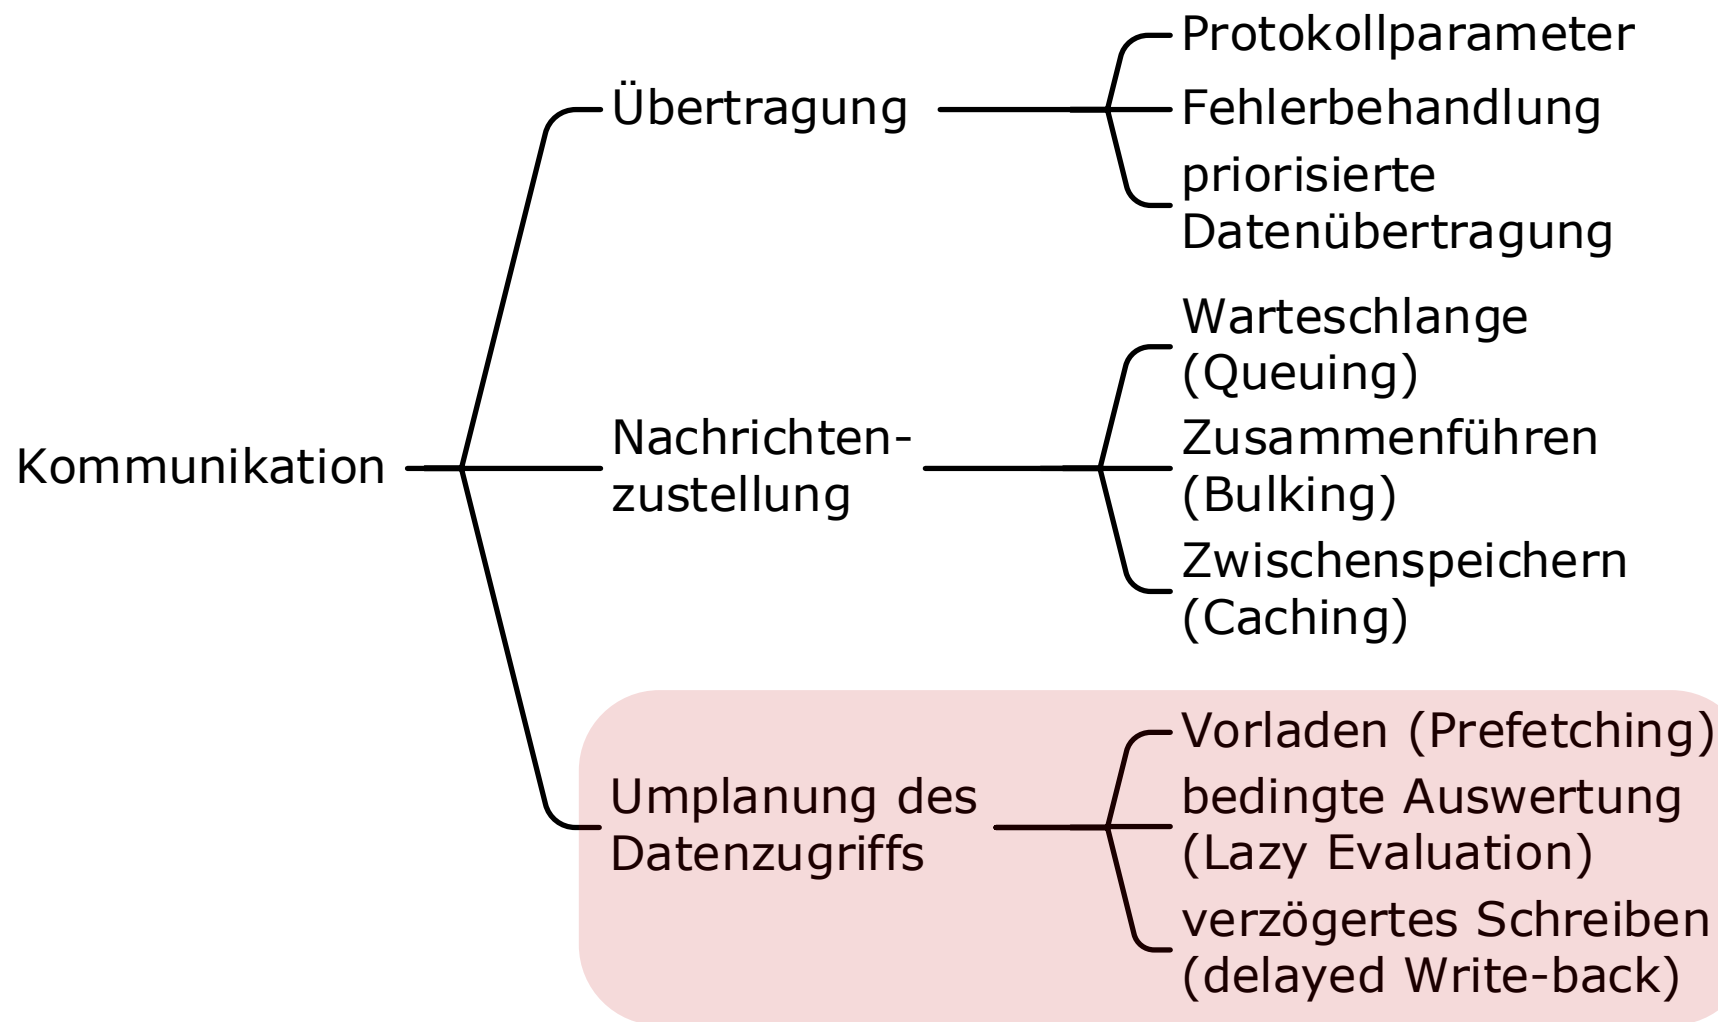 Kommunikation
Übertragung
Protokollparameter
Fehlerbehandlung
priorisierte
Datenübertragung
Nachrichten-
zustellung
Warteschlange
(Queuing)
Zusammenführen
(Bulking)
Zwischenspeichern
(Caching)
Umplanung des
Datenzugriffs
Vorladen (Prefetching)
bedingte Auswertung
(Lazy Evaluation)
verzögertes Schreiben
(delayed Write-back)